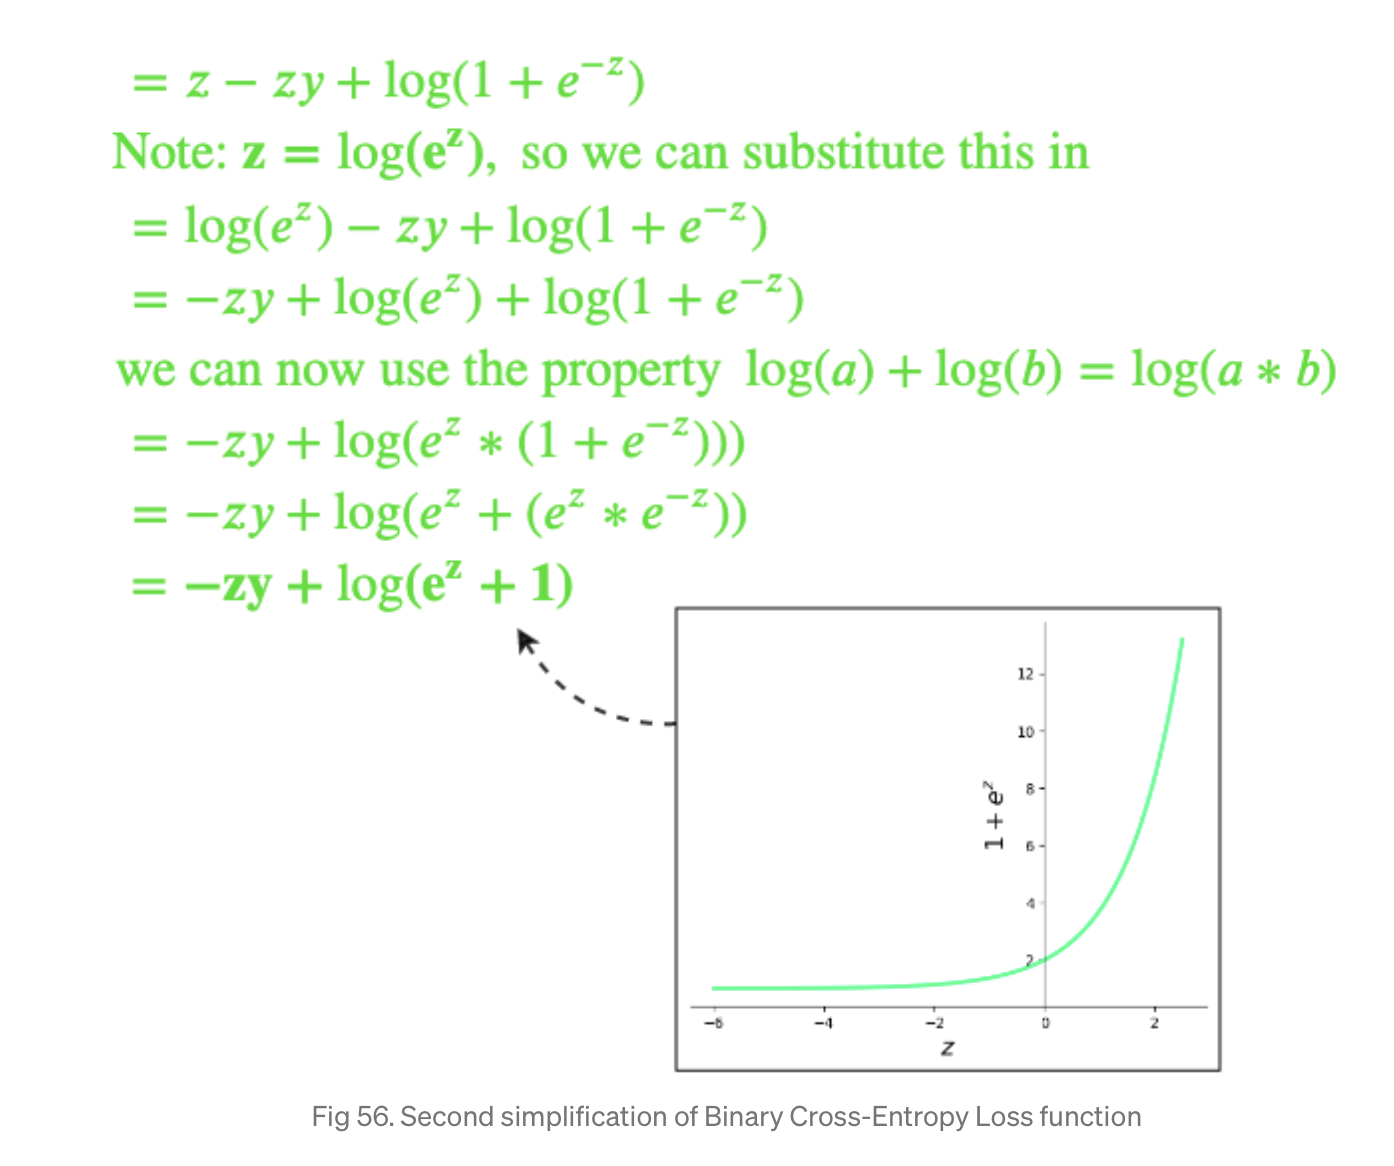 = z − zy + log(1 + e^{−z})
Note: z = log(e^z), so we can substitute this in
= log(e^z) − zy + log(1 + e^{−z})
= −zy + log(e^z) + log(1 + e^{−z})
we can now use the property log(a) + log(b) = log(a * b)
= −zy + log(e^z * (1 + e^{−z})))
= −zy + log(e^z + (e^z * e^{−z}))
= −zy + log(e^z + 1)
12
10
8
6
4
2
1 + e^z
−6 −4 −2 0 2
z
Fig 56. Second simplification of Binary Cross-Entropy Loss function